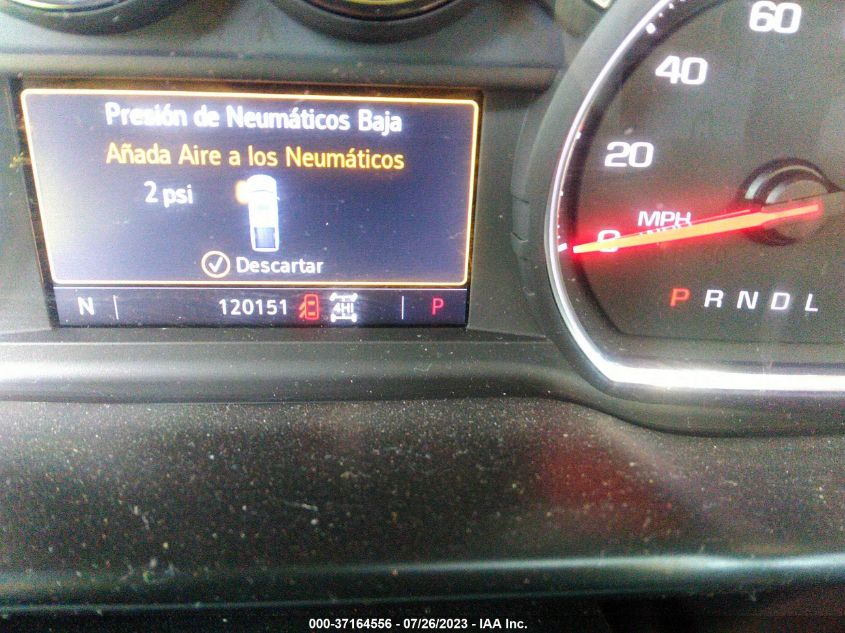 Presión de Neumáticos Baja
Añada Aire a los Neumáticos
2 psi
Descartar
N 120151 4HI P
60
40
20
MPH
0
P R N D L
000-37164556 - 07/26/2023 - IAA Inc.